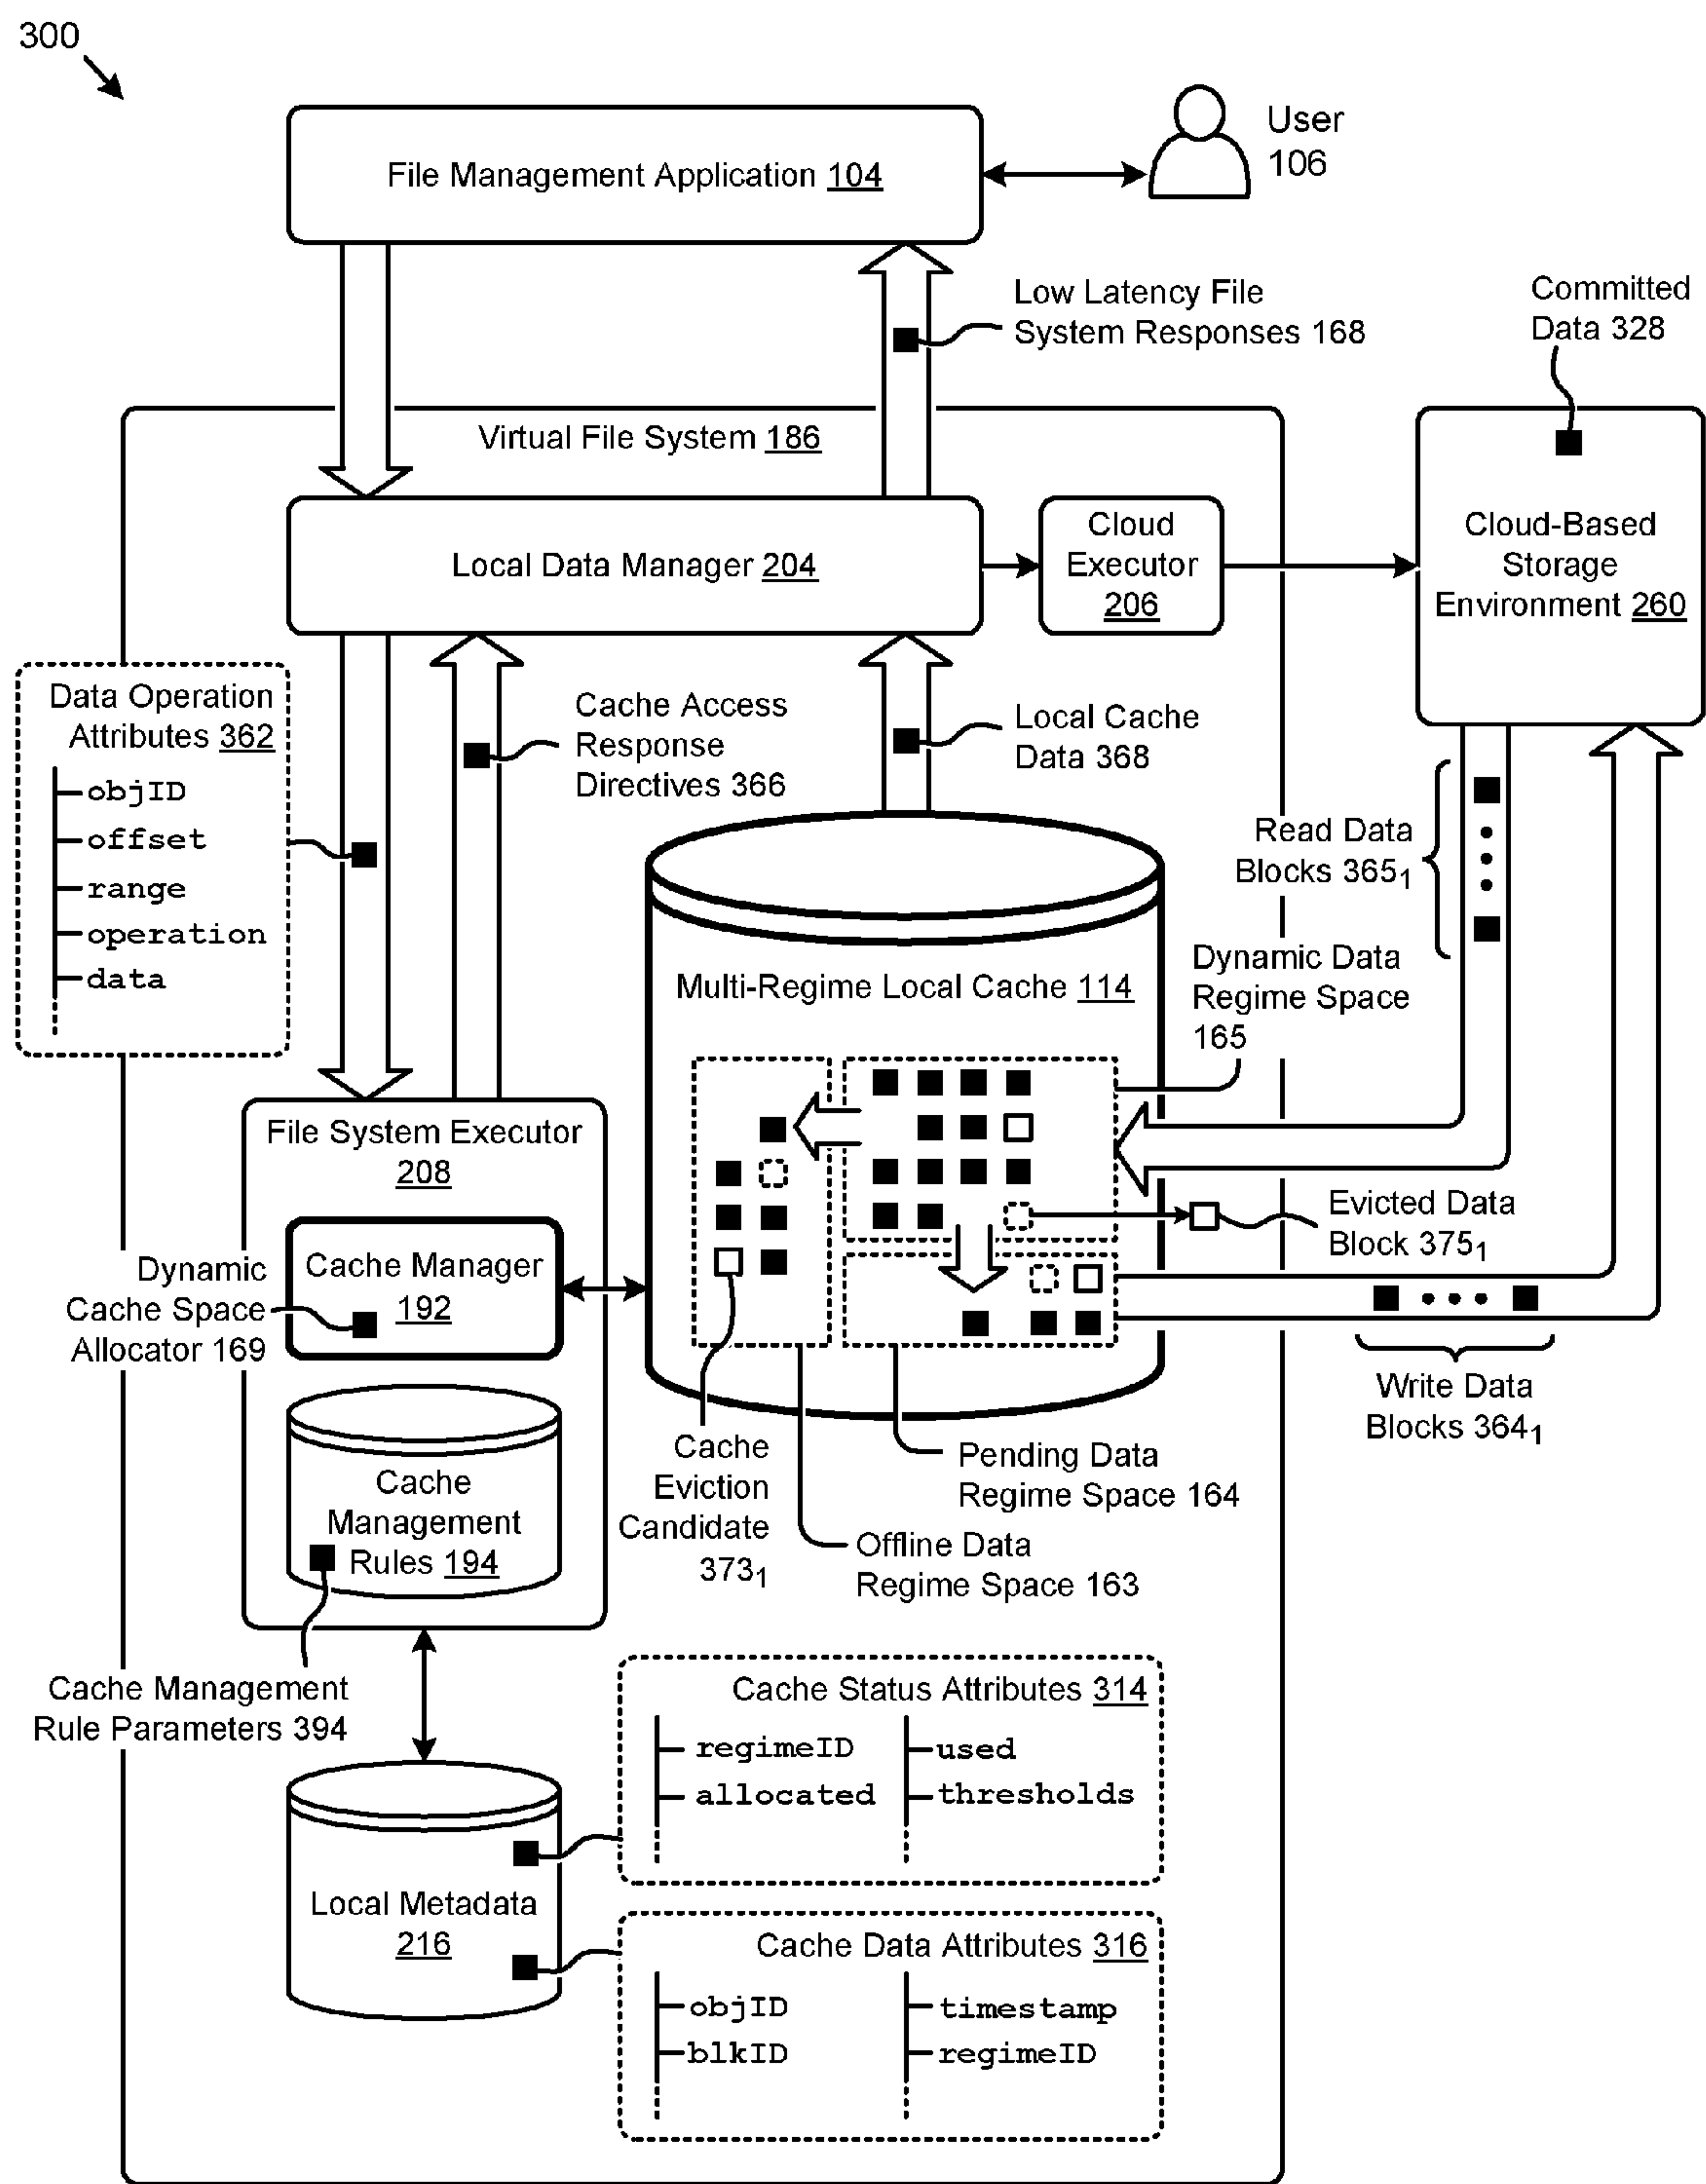 300
File Management Application 104
User
106
Low Latency File
System Responses 168
Committed
Data 328
Virtual File System 186
Local Data Manager 204
Cloud
Executor
206
Cloud-Based
Storage
Environment 260
Data Operation
Attributes 362
objID
offset
range
operation
data
Cache Access
Response
Directives 366
Local Cache
Data 368
Read Data
Blocks 365₁
Multi-Regime Local Cache 114
Dynamic Data
Regime Space
165
File System Executor
208
Cache Manager
192
Dynamic
Cache Space
Allocator 169
Evicted Data
Block 375₁
Write Data
Blocks 364₁
Cache
Management
Rules 194
Cache
Eviction
Candidate
373₁
Pending Data
Regime Space 164
Offline Data
Regime Space 163
Cache Management
Rule Parameters 394
Cache Status Attributes 314
regimeID
allocated
used
thresholds
Local Metadata
216
Cache Data Attributes 316
objID
blkID
timestamp
regimeID